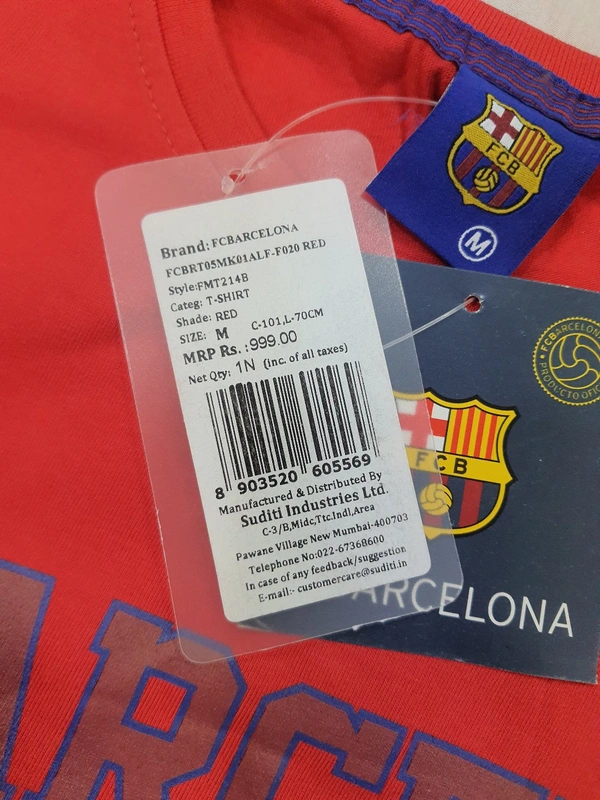 Brand: FCBARCELONA
FCBRT05MK01ALF-F020 RED
Style:FMT214B
Categ: T-SHIRT
Shade: RED
SIZE: M C-101,L-70CM
MRP Rs. :999.00
Net Qty: 1N (inc. of all taxes)
8 903520 605569
Manufactured & Distributed By
Suditi Industries Ltd.
C-3/B,Midc,Ttc.Indl,Area
Pawane Village New Mumbai-400703
Telephone No:022-67368600
In case of any feedback/suggestion
E-mail:- customercare@suditi.in
FCB
M
FCBARCELONA
PRODUCTO OFIC
FCB
ARCELONA
ARCE